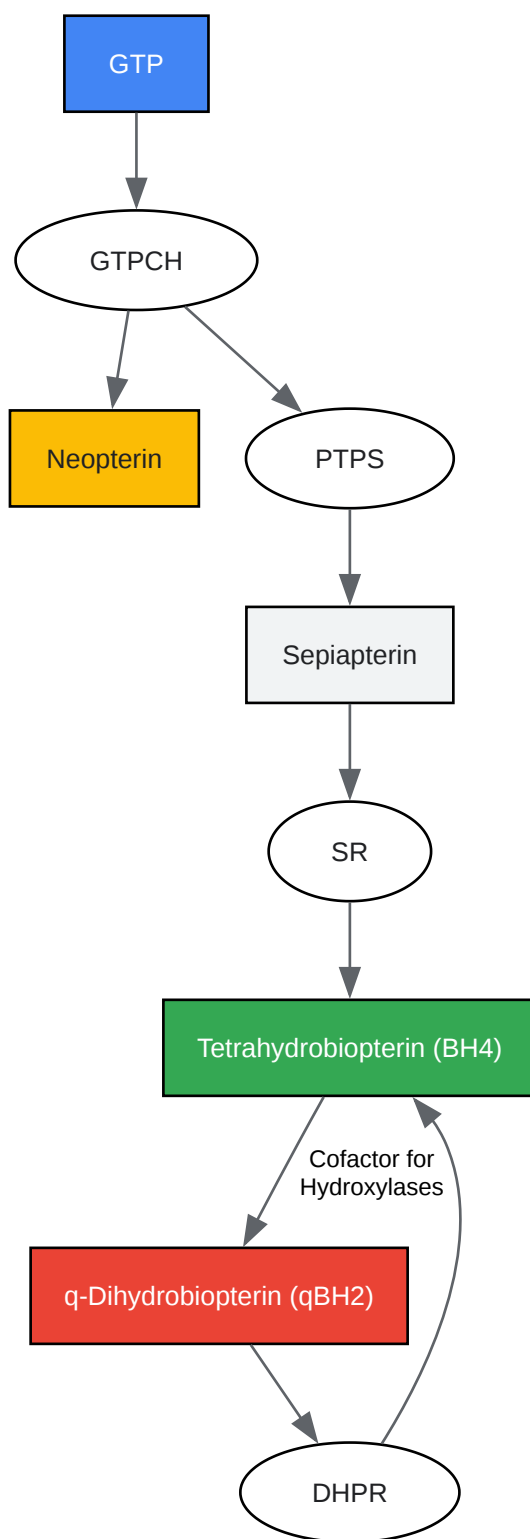 GTP
GTPCH
Neopterin
PTPS
Sepiapterin
SR
Tetrahydrobiopterin (BH4)
Cofactor for
Hydroxylases
q-Dihydrobiopterin (qBH2)
DHPR